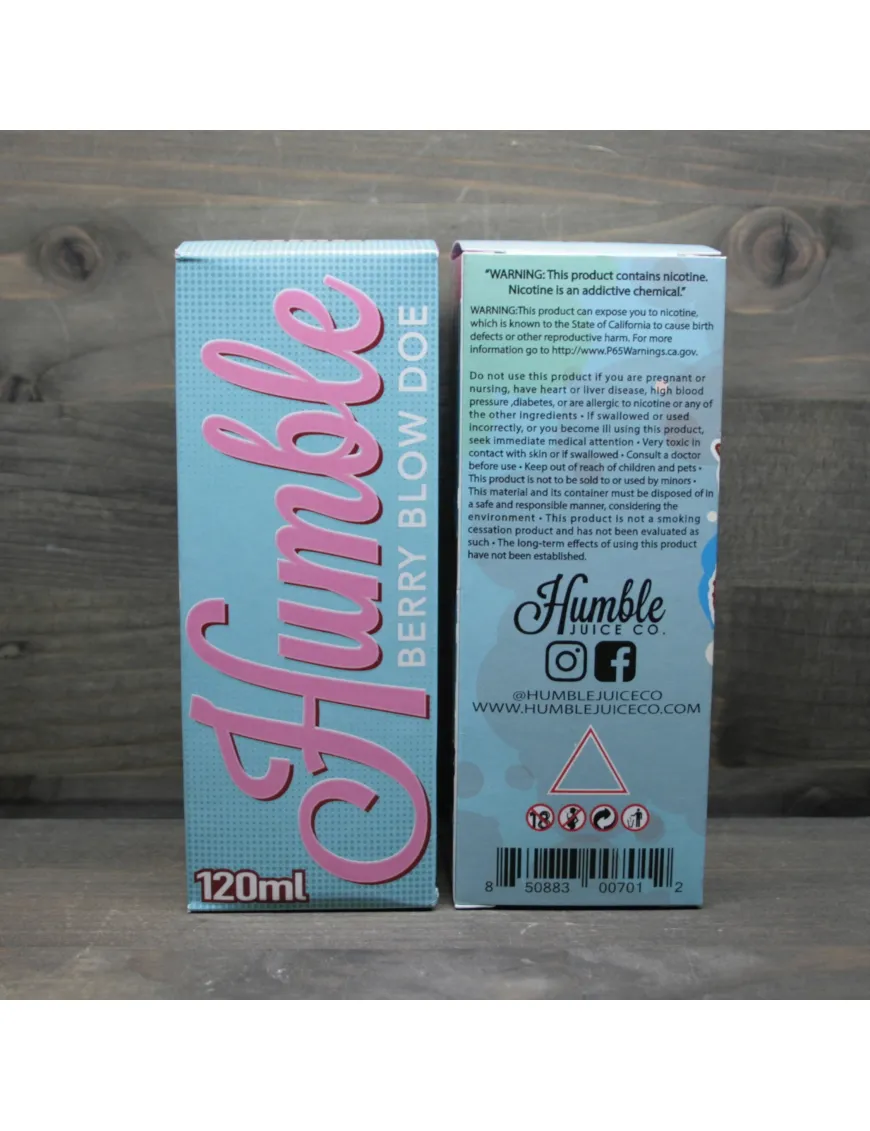 Humble
BERRY BLOW DOE
120ml
“WARNING: This product contains nicotine.
Nicotine is an addictive chemical.”
WARNING:This product can expose you to nicotine,
which is known to the State of California to cause birth
defects or other reproductive harm. For more
information go to http://www.P65Warnings.ca.gov.
Do not use this product if you are pregnant or
nursing, have heart or liver disease, high blood
pressure ,diabetes, or are allergic to nicotine or any of
the other ingredients • If swallowed or used
incorrectly, or you become ill using this product,
seek immediate medical attention • Very toxic in
contact with skin or if swallowed • Consult a doctor
before use • Keep out of reach of children and pets •
This product is not to be sold to or used by minors •
This material and its container must be disposed of in
a safe and responsible manner, considering the
environment • This product is not a smoking
cessation product and has not been evaluated as
such • The long-term effects of using this product
have not been established.
Humble
JUICE CO.
@HUMBLEJUICECO
WWW.HUMBLEJUICECO.COM
18
8 50883 00701 2